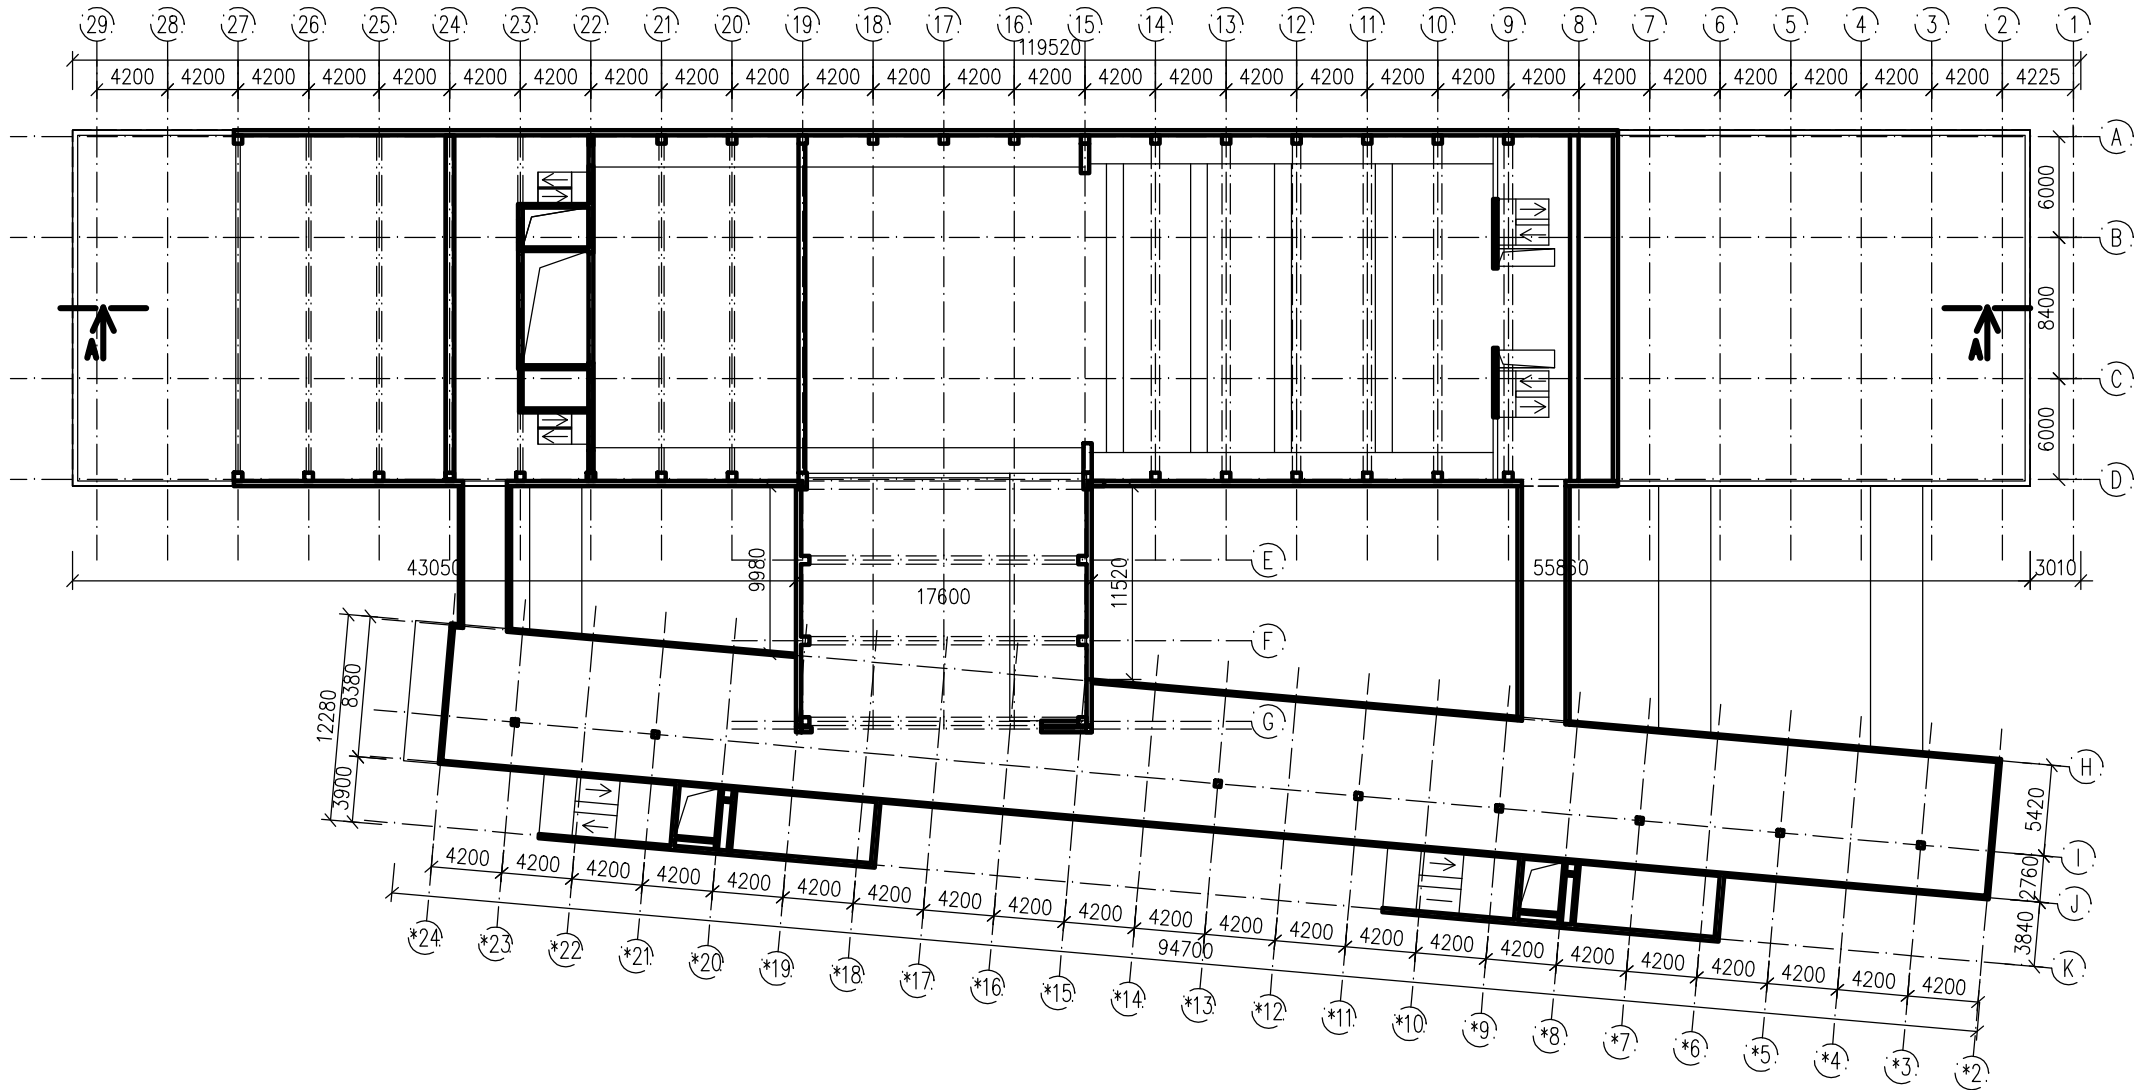 29 28 27 26 25 24 23 22 21 20 19 18 17 16 15 14 13 12 11 10 9 8 7 6 5 4 3 2 1
119520
4200 4200 4200 4200 4200 4200 4200 4200 4200 4200 4200 4200 4200 4200 4200 4200 4200 4200 4200 4200 4200 4200 4200 4200 4200 4200 4200 4225
A
6000
B
8400
A A
C
6000
D
43050 9980 17600 11520 55860 3010
E
F
G
12280 8380 3900
H
5420
I
2760
J
3840
K
4200 4200 4200 4200 4200 4200 4200 4200 4200 4200 4200 4200 4200 4200 4200 4200 4200 4200 4200 4200 4200 4200
94700
*24 *23 *22 *21 *20 *19 *18 *17 *16 *15 *14 *13 *12 *11 *10 *9 *8 *7 *6 *5 *4 *3 *2